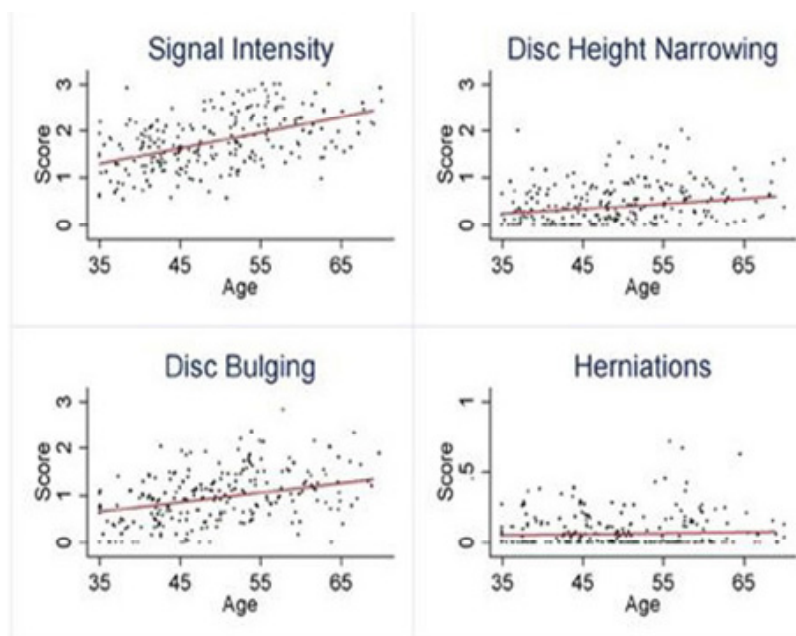 Signal Intensity
3
2
1
0
Score
35 45 55 65
Age
Disc Height Narrowing
3
2
1
0
Score
35 45 55 65
Age
Disc Bulging
3
2
1
0
Score
35 45 55 65
Age
Herniations
1
.5
0
Score
35 45 55 65
Age